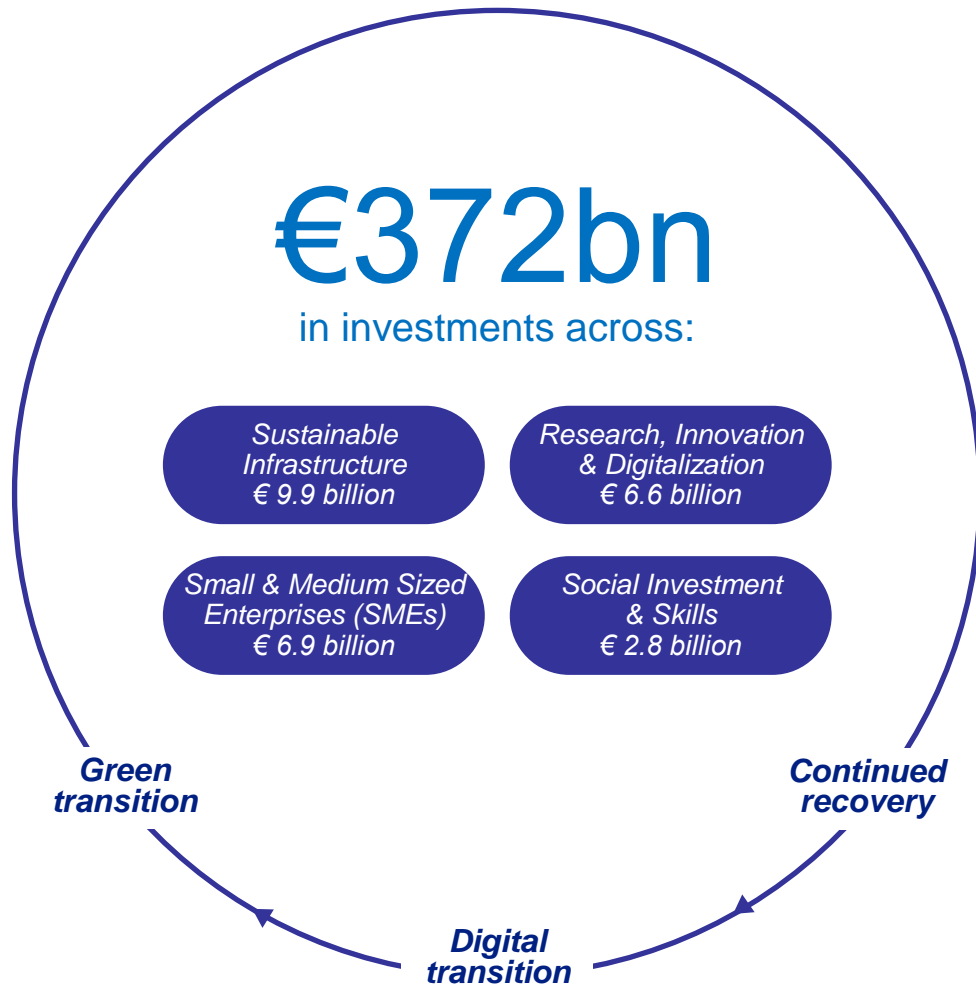 €372bn
in investments across:
Sustainable
Infrastructure
€ 9.9 billion
Research, Innovation
& Digitalization
€ 6.6 billion
Small & Medium Sized
Enterprises (SMEs)
€ 6.9 billion
Social Investment
& Skills
€ 2.8 billion
Green
transition
Continued
recovery
Digital
transition